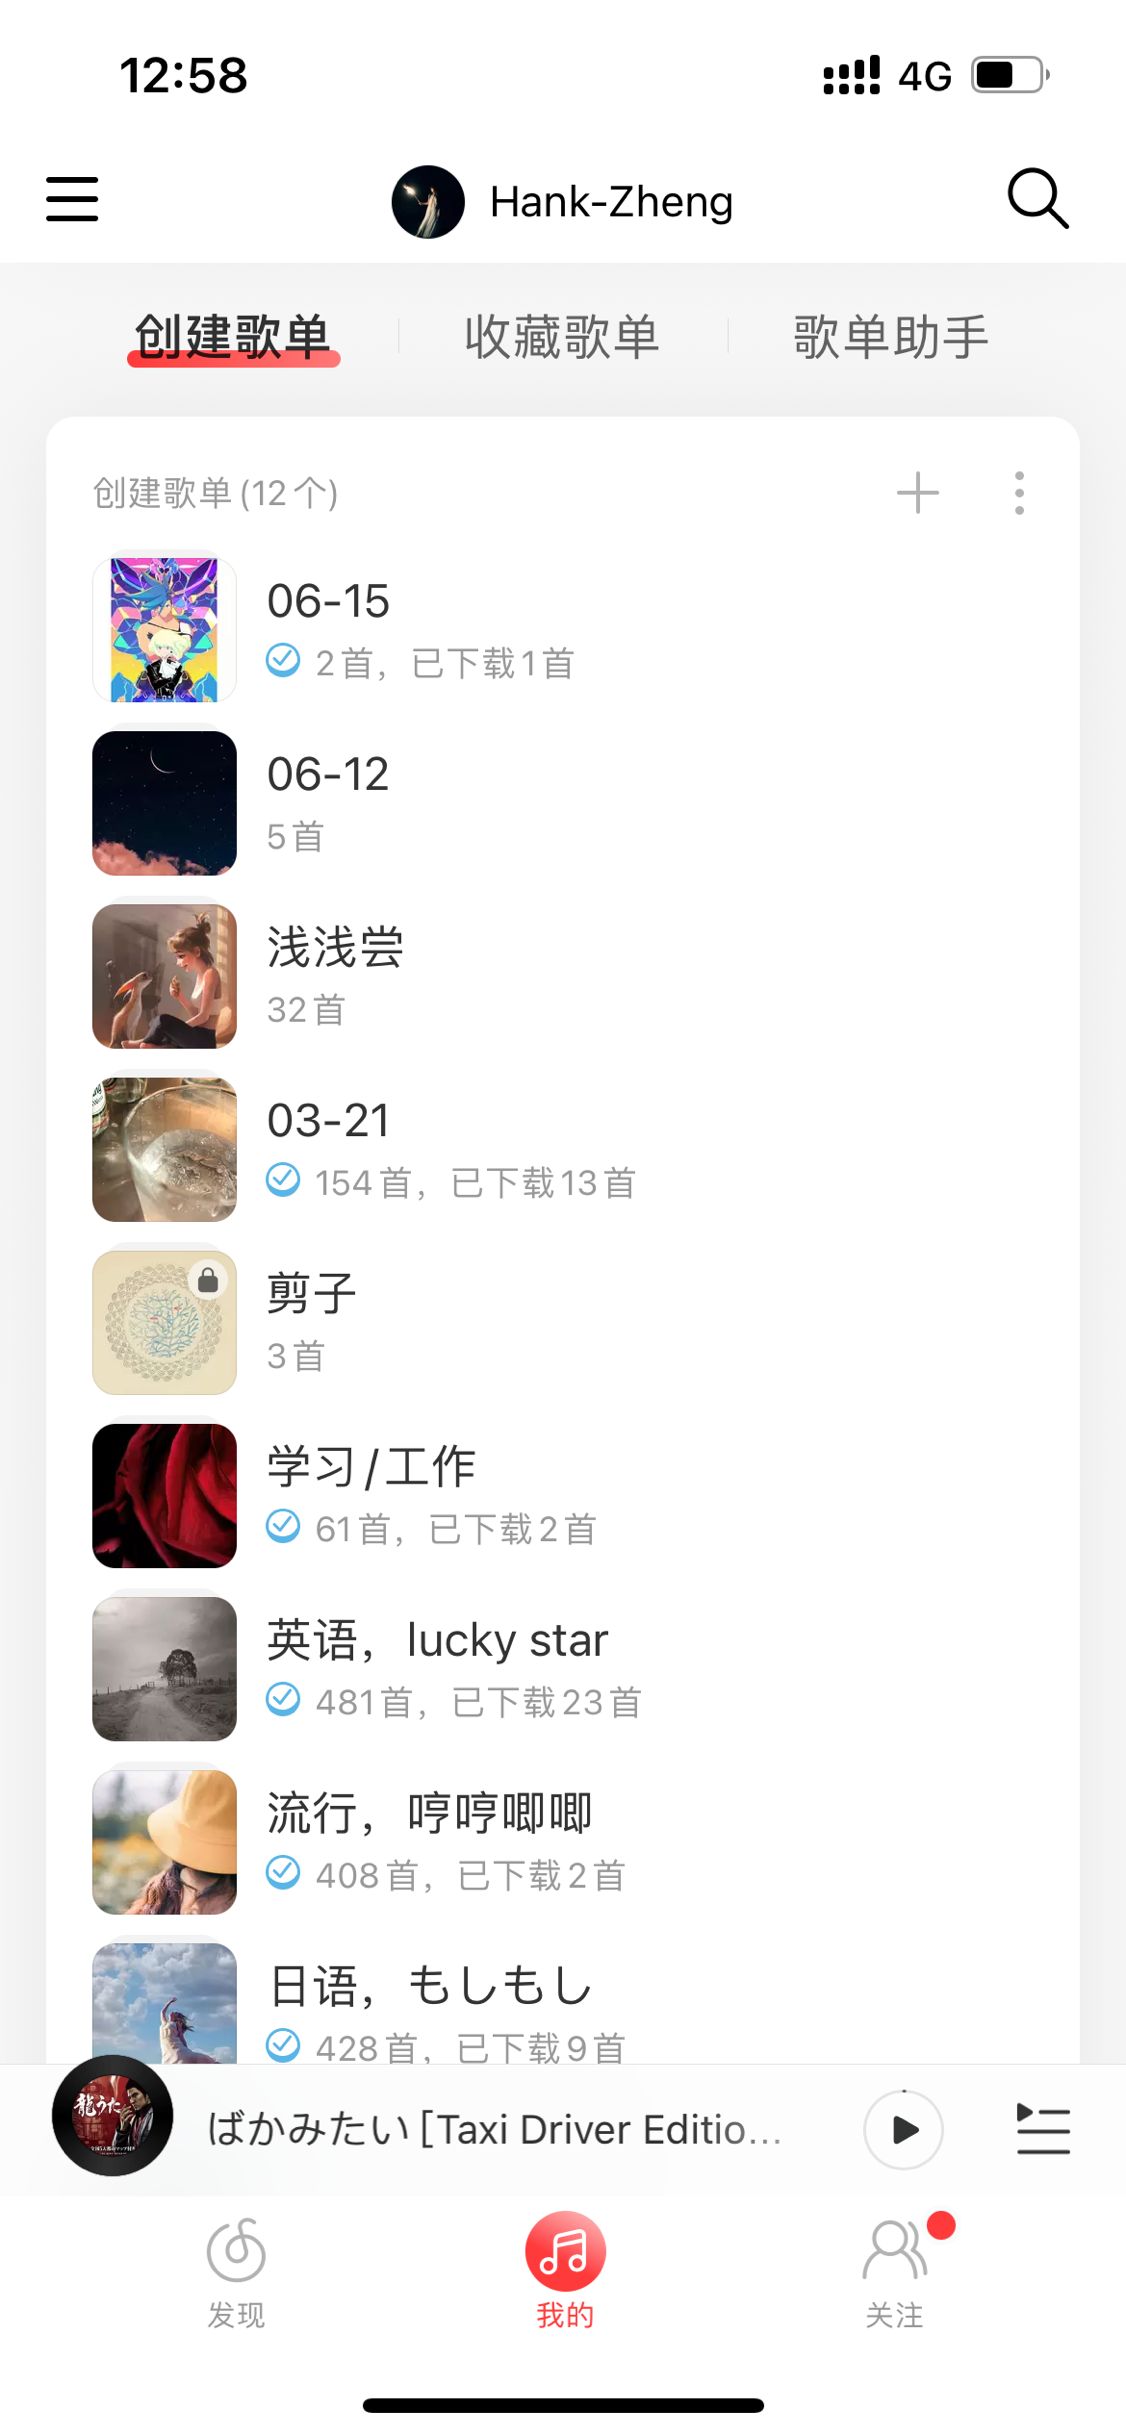 12:58
4G
Hank-Zheng
创建歌单
收藏歌单
歌单助手
创建歌单(12个)
06-15
2首，已下载1首
06-12
5首
浅浅尝
32首
03-21
154首，已下载13首
剪子
3首
学习/工作
61首，已下载2首
英语，lucky star
481首，已下载23首
流行，哼哼唧唧
408首，已下载2首
日语，もしもし
428首，已下载9首
龍うた
ばかみたい [Taxi Driver Editio...
发现
我的
关注